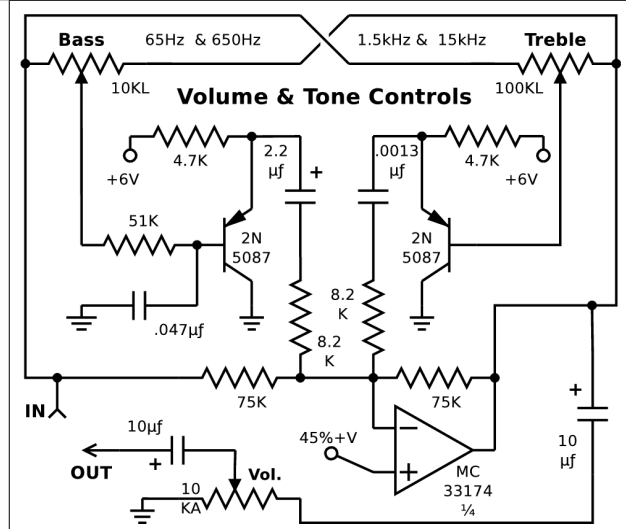 Bass
65Hz & 650Hz
1.5kHz & 15kHz
Treble
10KL
100KL
Volume & Tone Controls
4.7K
+6V
2.2
µf
+
.0013
µf
4.7K
+6V
51K
2N
5087
2N
5087
.047µf
8.2
K
8.2
K
75K
75K
IN
10µf
+
OUT
45%+V
−
+
MC
33174
¼
+
10
µf
Vol.
10
KA